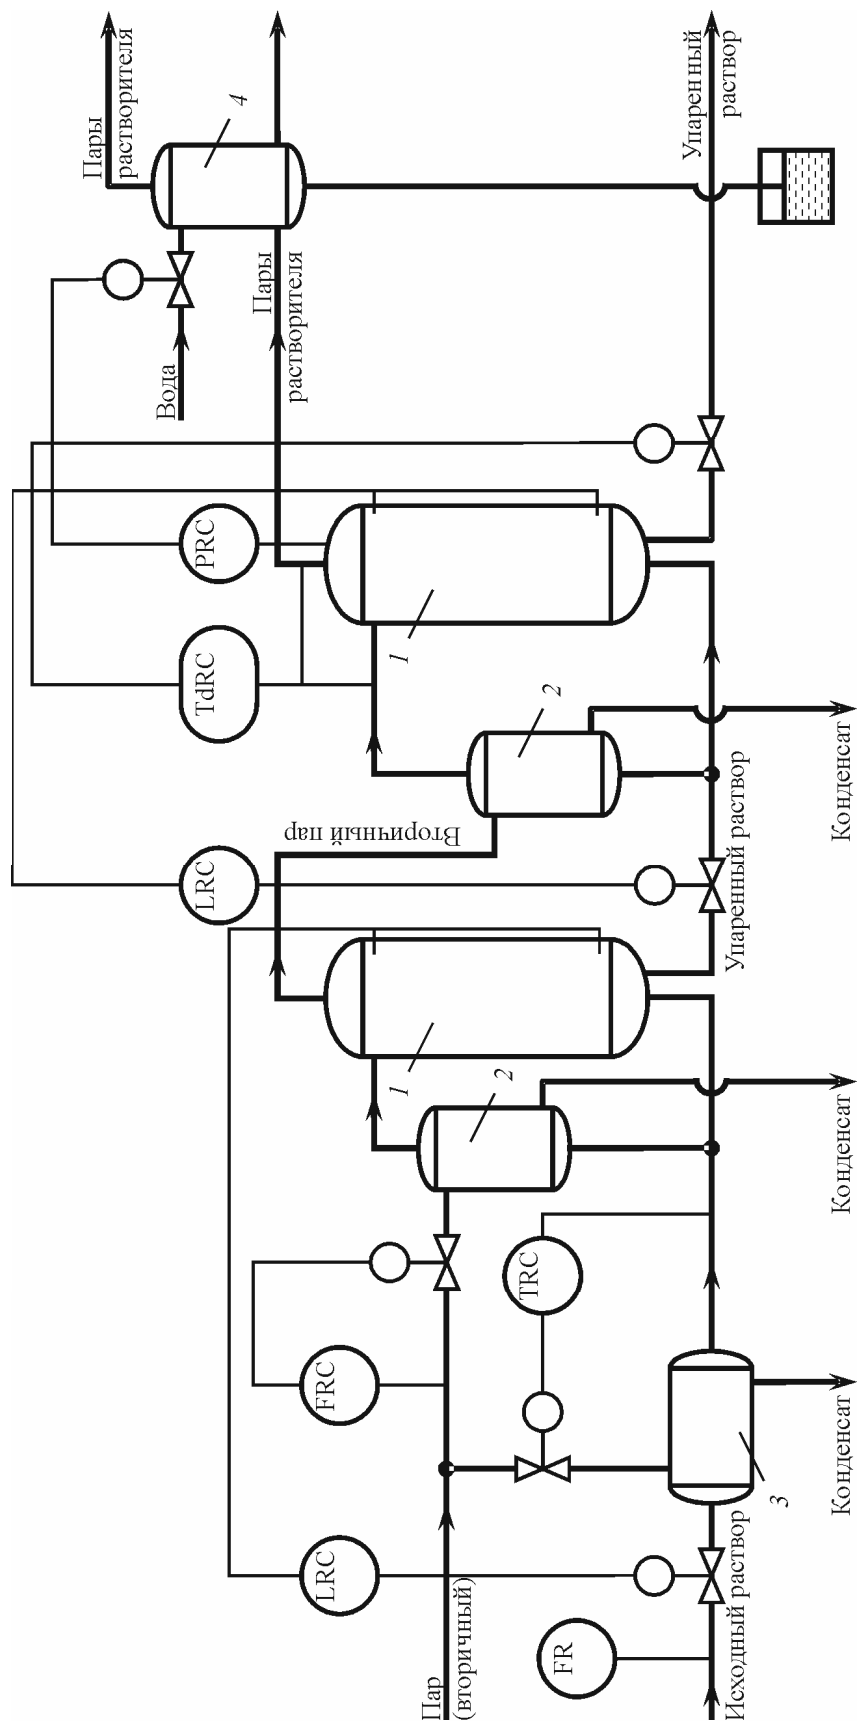 Пары
растворителя
4
Упаренный
раствор
Пары
растворителя
Вода
PRC
TdRC
1
2
Конденсат
Вторичный пар
LRC
Упаренный раствор
1
2
Конденсат
TRC
FRC
3
Конденсат
LRC
Пар
(вторичный)
FR
Исходный раствор